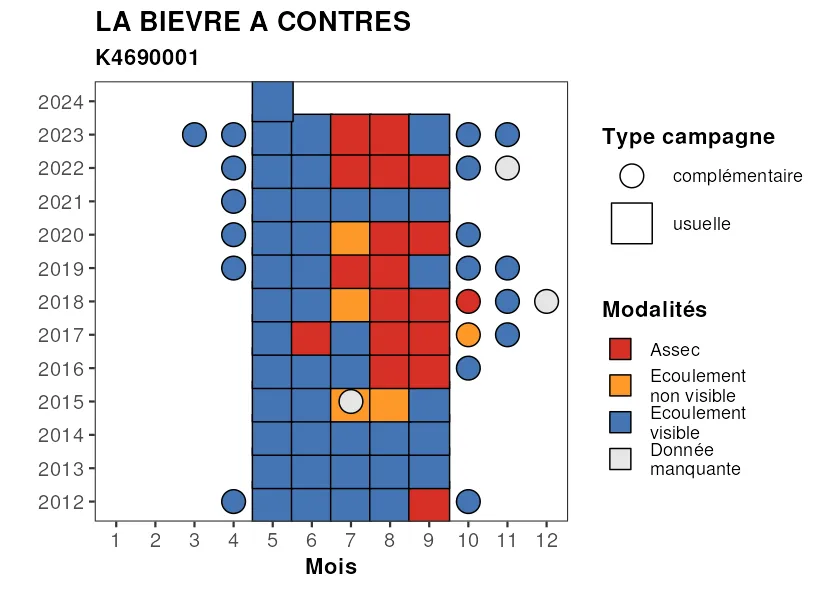 LA BIEVRE A CONTRES
K4690001
2024
2023
2022
2021
2020
2019
2018
2017
2016
2015
2014
2013
2012
1 2 3 4 5 6 7 8 9 10 11 12
Mois
Type campagne
complémentaire
usuelle
Modalités
Assec
Ecoulement
non visible
Ecoulement
visible
Donnée
manquante